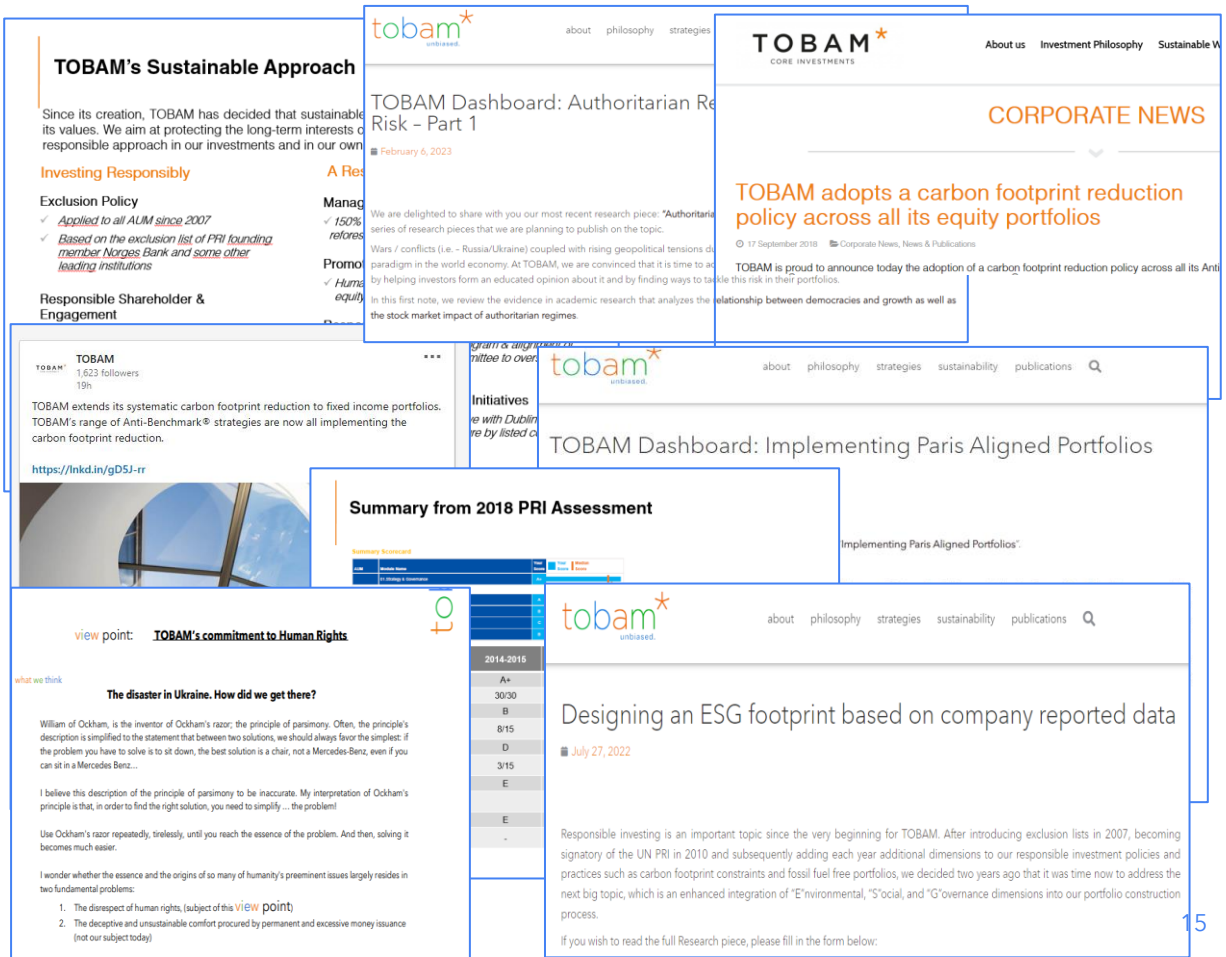 TOBAM's Sustainable Approach
Since its creation, TOBAM has decided that sustainable
its values. We aim at protecting the long-term interests o
responsible approach in our investments and in our own
Investing Responsibly
A Res
Exclusion Policy
Applied to all AUM since 2007
Based on the exclusion list of PRI founding
member Norges Bank and some other
leading institutions
Responsible Shareholder &
Engagement
Manag
150%
refores
Promot
Huma
equity
tobam*
unbiased.
about philosophy strategies
TOBAM Dashboard: Authoritarian Re
Risk – Part 1
February 6, 2023
We are delighted to share with you our most recent research piece: "Authoritaria
series of research pieces that we are planning to publish on the topic.
Wars / conflicts (i.e. - Russia/Ukraine) coupled with rising geopolitical tensions du
paradigm in the world economy. At TOBAM, we are convinced that it is time to ad
by helping investors form an educated opinion about it and by finding ways to tackle this risk in their portfolios.
In this first note, we review the evidence in academic research that analyzes the relationship between democracies and growth as well as
the stock market impact of authoritarian regimes.
TOBAM*
CORE INVESTMENTS
About us Investment Philosophy Sustainable W
CORPORATE NEWS
TOBAM adopts a carbon footprint reduction
policy across all its equity portfolios
17 September 2018 Corporate News, News & Publications
TOBAM is proud to announce today the adoption of a carbon footprint reduction policy across all its Anti
TOBAM*
TOBAM
1,623 followers
19h
TOBAM extends its systematic carbon footprint reduction to fixed income portfolios.
TOBAM's range of Anti-Benchmark® strategies are now all implementing the
carbon footprint reduction.
https://lnkd.in/gD5J-rr
gram & alignment of
mittee to overs
Initiatives
e with Dublin
re by listed co
tobam*
unbiased.
about philosophy strategies sustainability publications
TOBAM Dashboard: Implementing Paris Aligned Portfolios
Implementing Paris Aligned Portfolios".
Summary from 2018 PRI Assessment
Summary Scorecard
AUM Module Name Your Score Your Score Median Score
01. Strategy & Governance A+
A
B
C
2014-2015
A+
30/30
B
8/15
D
3/15
E
E
-
to
view point: TOBAM's commitment to Human Rights
what we think
The disaster in Ukraine. How did we get there?
William of Ockham, is the inventor of Ockham's razor; the principle of parsimony. Often, the principle's
description is simplified to the statement that between two solutions, we should always favor the simplest: if
the problem you have to solve is to sit down, the best solution is a chair, not a Mercedes-Benz, even if you
can sit in a Mercedes Benz...
I believe this description of the principle of parsimony to be inaccurate. My interpretation of Ockham's
principle is that, in order to find the right solution, you need to simplify ... the problem!
Use Ockham's razor repeatedly, tirelessly, until you reach the essence of the problem. And then, solving it
becomes much easier.
I wonder whether the essence and the origins of so many of humanity's preeminent issues largely resides in
two fundamental problems:
1. The disrespect of human rights, (subject of this view point)
2. The deceptive and unsustainable comfort procured by permanent and excessive money issuance
(not our subject today)
tobam*
unbiased.
about philosophy strategies sustainability publications
Designing an ESG footprint based on company reported data
July 27, 2022
Responsible investing is an important topic since the very beginning for TOBAM. After introducing exclusion lists in 2007, becoming
signatory of the UN PRI in 2010 and subsequently adding each year additional dimensions to our responsible investment policies and
practices such as carbon footprint constraints and fossil fuel free portfolios, we decided two years ago that it was time now to address the
next big topic, which is an enhanced integration of "E"nvironmental, "S"ocial, and "G"overnance dimensions into our portfolio construction
process.
If you wish to read the full Research piece, please fill in the form below:
15